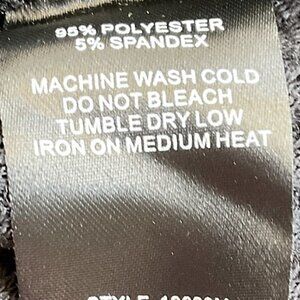 95% POLYESTER
5% SPANDEX
MACHINE WASH COLD
DO NOT BLEACH
TUMBLE DRY LOW
IRON ON MEDIUM HEAT